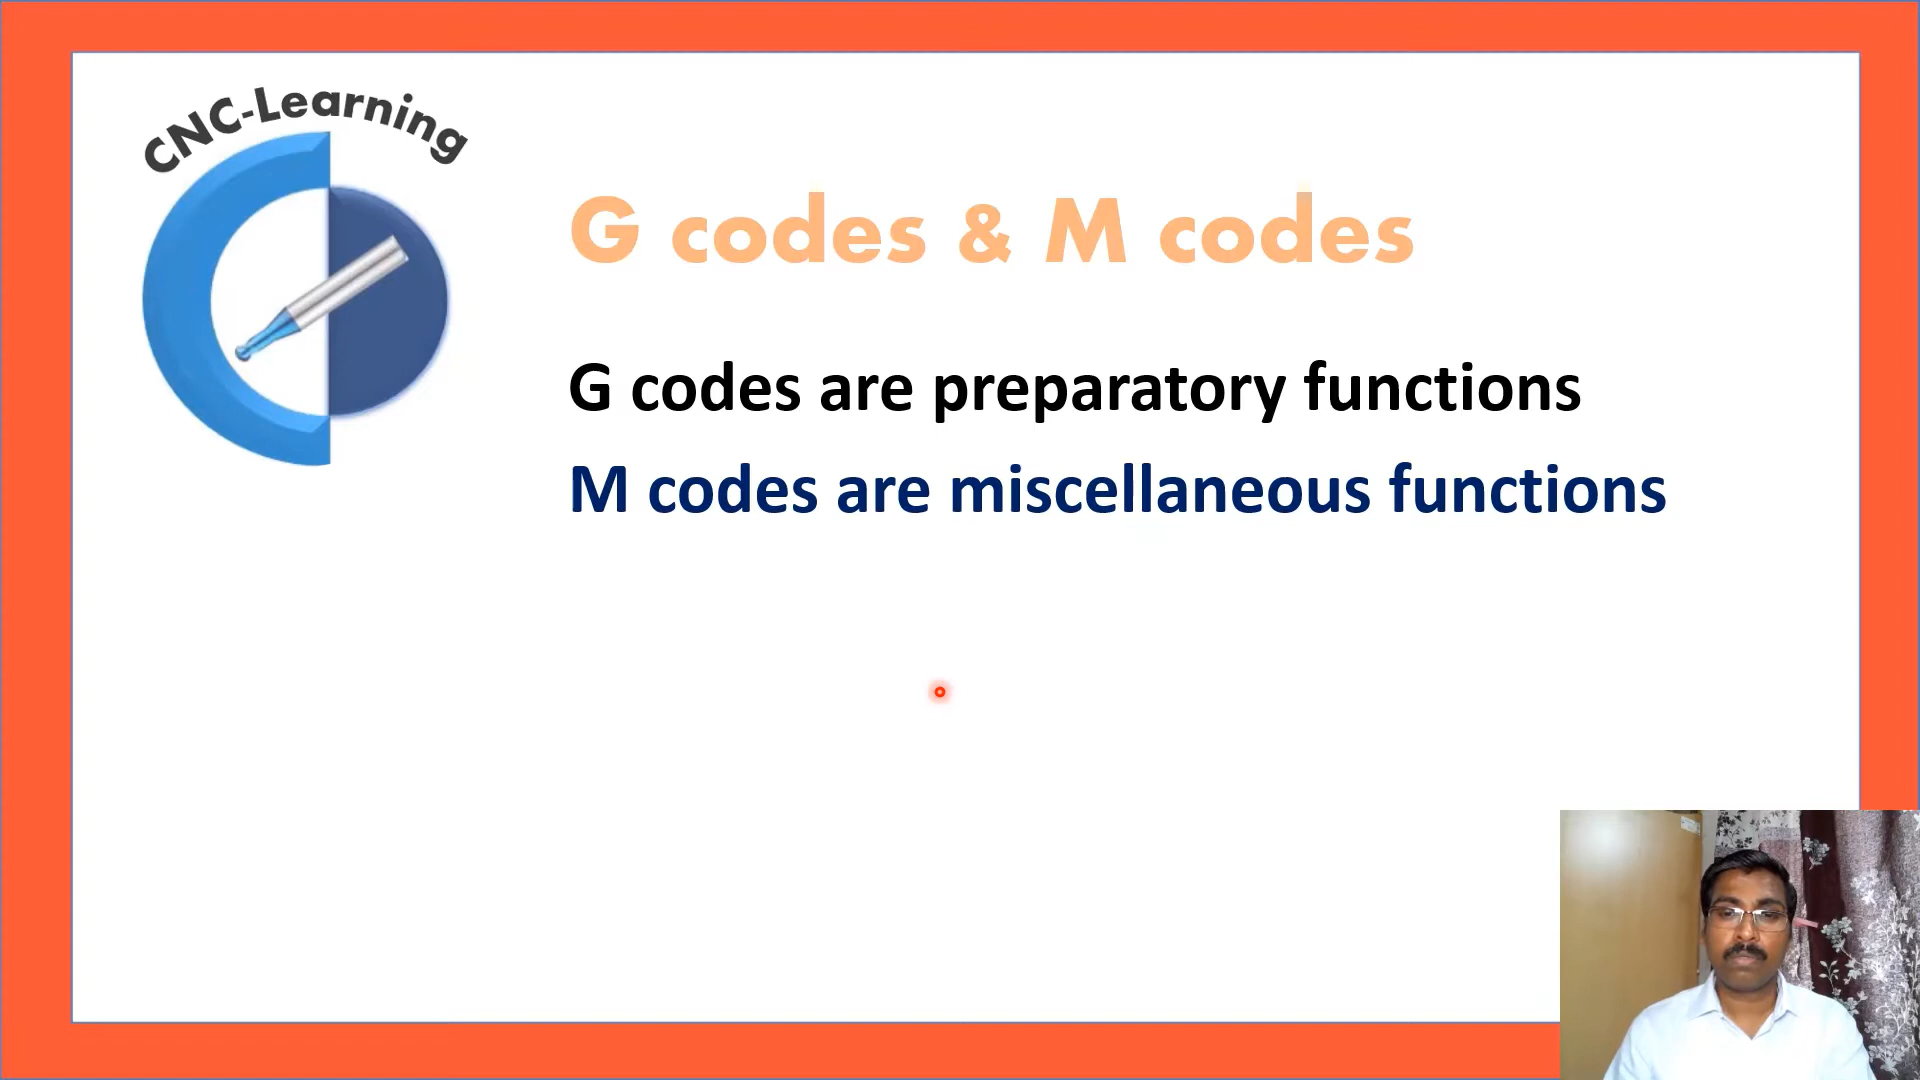 CNC-Learning
G codes & M codes
G codes are preparatory functions
M codes are miscellaneous functions